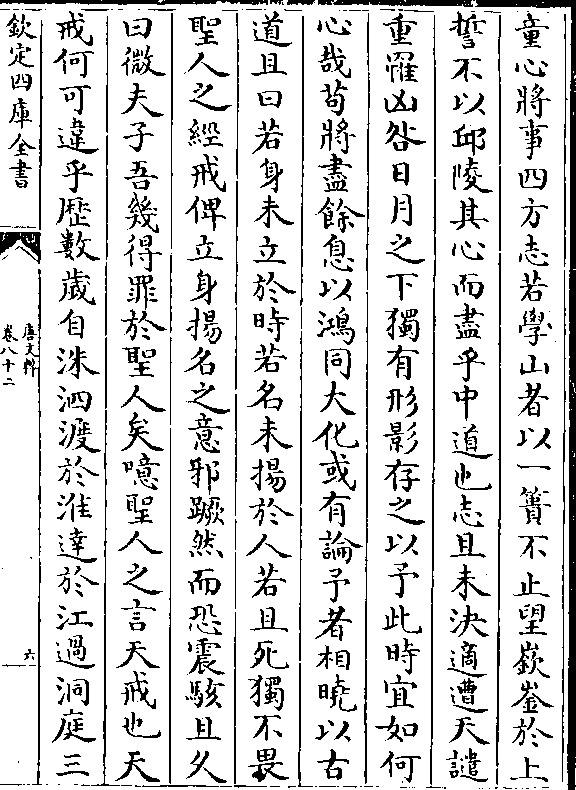 童心將事四方志若學山者以一簣不止望嶔崟於上
誓不以邱陵其心而盡乎中道也志且未決適遭天譴
重罹凶咎日月之下獨有形影存之以予此時宜如何
心哉苟將盡餘息以鴻同大化或有論予者相曉以古
道且曰若身未立於時若名未揚於人若且死獨不畏
聖人之經戒俾立身揚名之意邪蹶然而恐震駭且久
曰微夫子吾幾得罪於聖人矣噫聖人之言天戒也天
戒何可違乎歴數歲自洙泗渡於淮達於江過洞庭三
欽定四庫全書
唐文粹
卷八十二
六